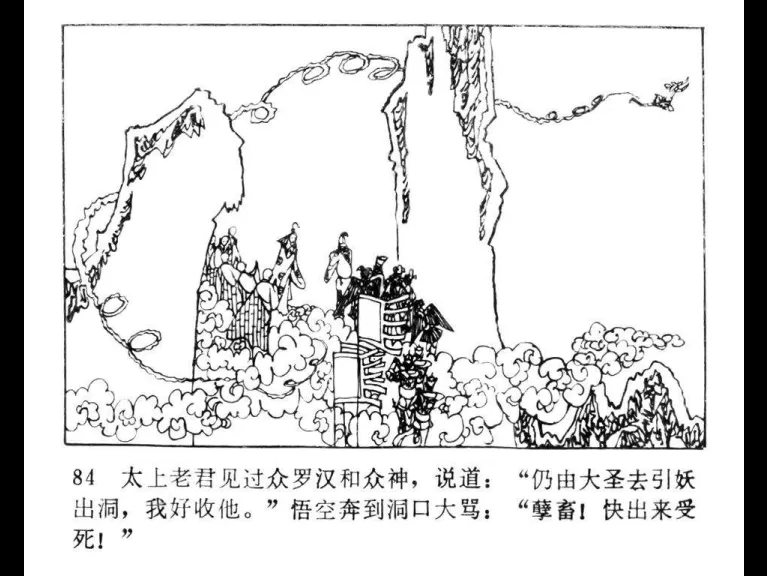 84 太上老君见过众罗汉和众神，说道：“仍由大圣去引妖
出洞，我好收他。”悟空奔到洞口大骂：“孽畜！快出来受
死！”